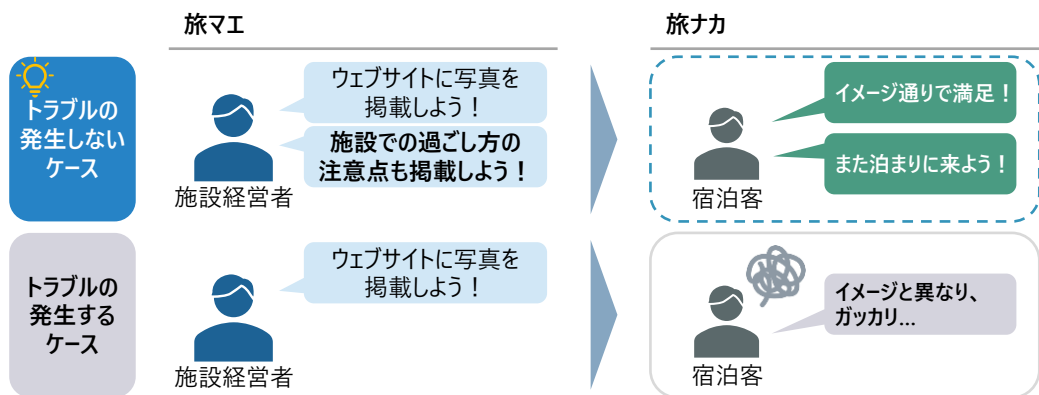 旅マエ
旅ナカ
トラブルの
発生しない
ケース
ウェブサイトに写真を
掲載しよう！
施設での過ごし方の
注意点も掲載しよう！
施設経営者
イメージ通りで満足！
また泊まりに来よう！
宿泊客
トラブルの
発生する
ケース
ウェブサイトに写真を
掲載しよう！
施設経営者
イメージと異なり、
ガッカリ...
宿泊客